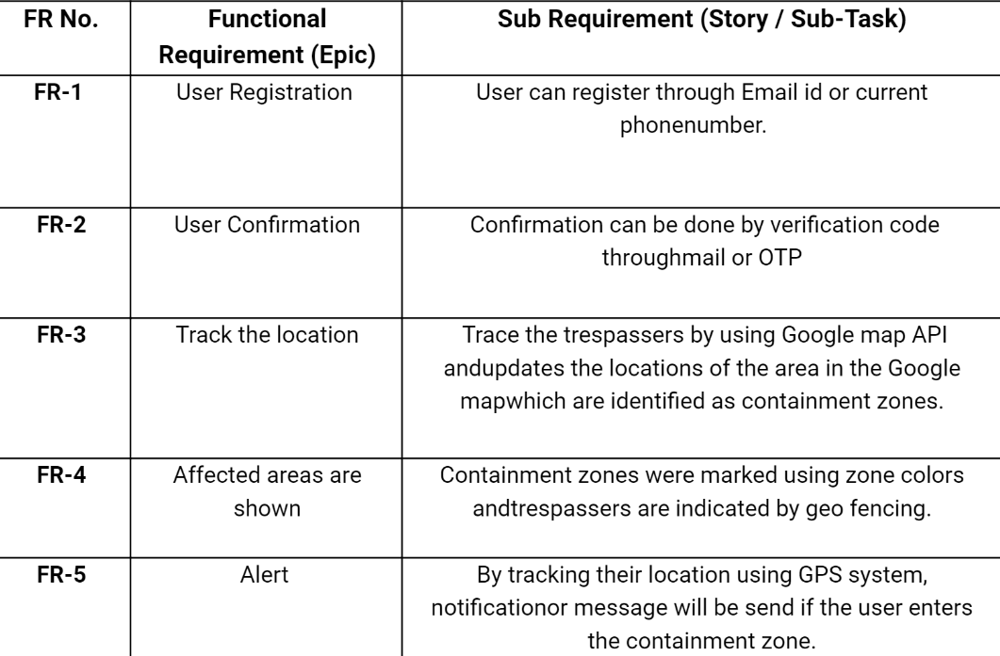 FR No.
Functional Requirement (Epic)
Sub Requirement (Story / Sub-Task)
FR-1
User Registration
User can register through Email id or current
phonenumber.
FR-2
User Confirmation
Confirmation can be done by verification code
throughmail or OTP
FR-3
Track the location
Trace the trespassers by using Google map API
andupdates the locations of the area in the Google
mapwhich are identified as containment zones.
FR-4
Affected areas are
shown
Containment zones were marked using zone colors
andtrespassers are indicated by geo fencing.
FR-5
Alert
By tracking their location using GPS system,
notificationor message will be send if the user enters
the containment zone.